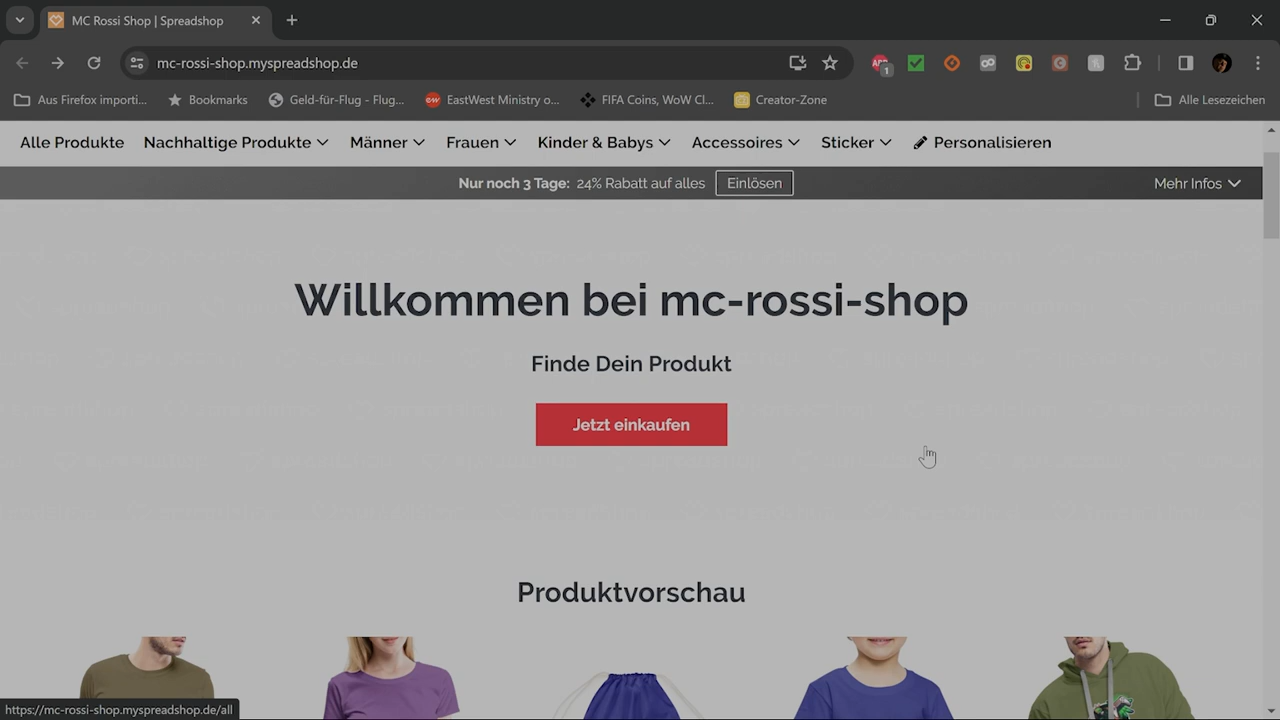 MC Rossi Shop | Spreadshop
mc-rossi-shop.myspreadshop.de
1
Aus Firefox importi...
Bookmarks
Geld-für-Flug - Flug...
EastWest Ministry o...
FIFA Coins, WoW Cl...
Creator-Zone
Alle Lesezeichen
Alle Produkte
Nachhaltige Produkte
Männer
Frauen
Kinder & Babys
Accessoires
Sticker
Personalisieren
Nur noch 3 Tage: 24% Rabatt auf alles
Einlösen
Mehr Infos
Willkommen bei mc-rossi-shop
Finde Dein Produkt
Jetzt einkaufen
Produktvorschau
https://mc-rossi-shop.myspreadshop.de/all